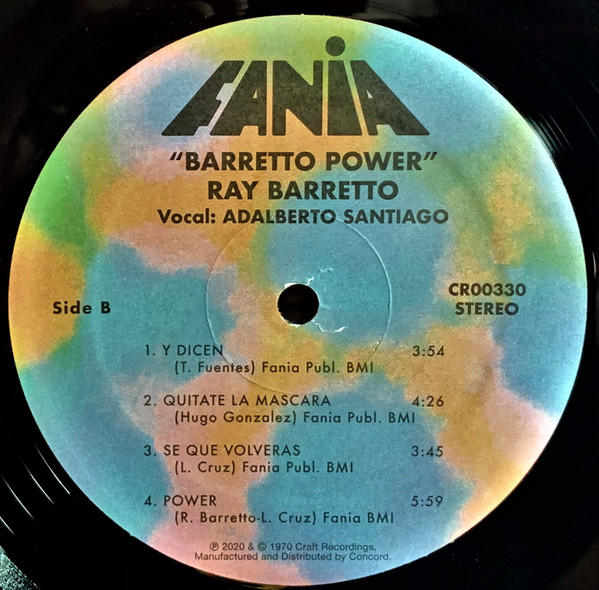 FANIA
"BARRETTO POWER"
RAY BARRETTO
Vocal: ADALBERTO SANTIAGO
CR00330
Side B
STEREO
1. Y DICEN 3:54
(T. Fuentes) Fania Publ. BMI
2. QUITATE LA MASCARA 4:26
(Hugo Gonzalez) Fania Publ. BMI
3. SE QUE VOLVERAS 3:45
(L. Cruz) Fania Publ. BMI
4. POWER 5:59
(R. Barretto-L. Cruz) Fania BMI
℗ 2020 & © 1970 Craft Recordings.
Manufactured and Distributed by Concord.